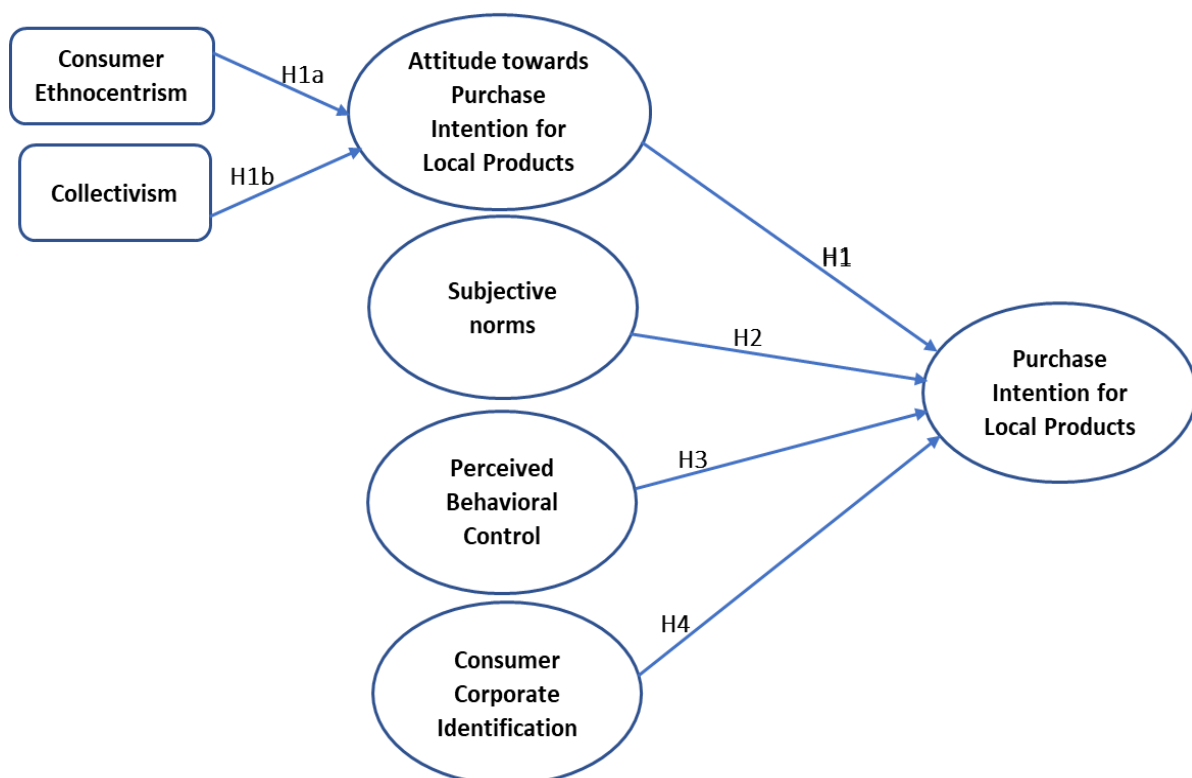 Consumer
Ethnocentrism
H1a
Collectivism
H1b
Attitude towards
Purchase
Intention for
Local Products
H1
Subjective
norms
H2
Purchase
Intention for
Local Products
Perceived
Behavioral
Control
H3
Consumer
Corporate
Identification
H4